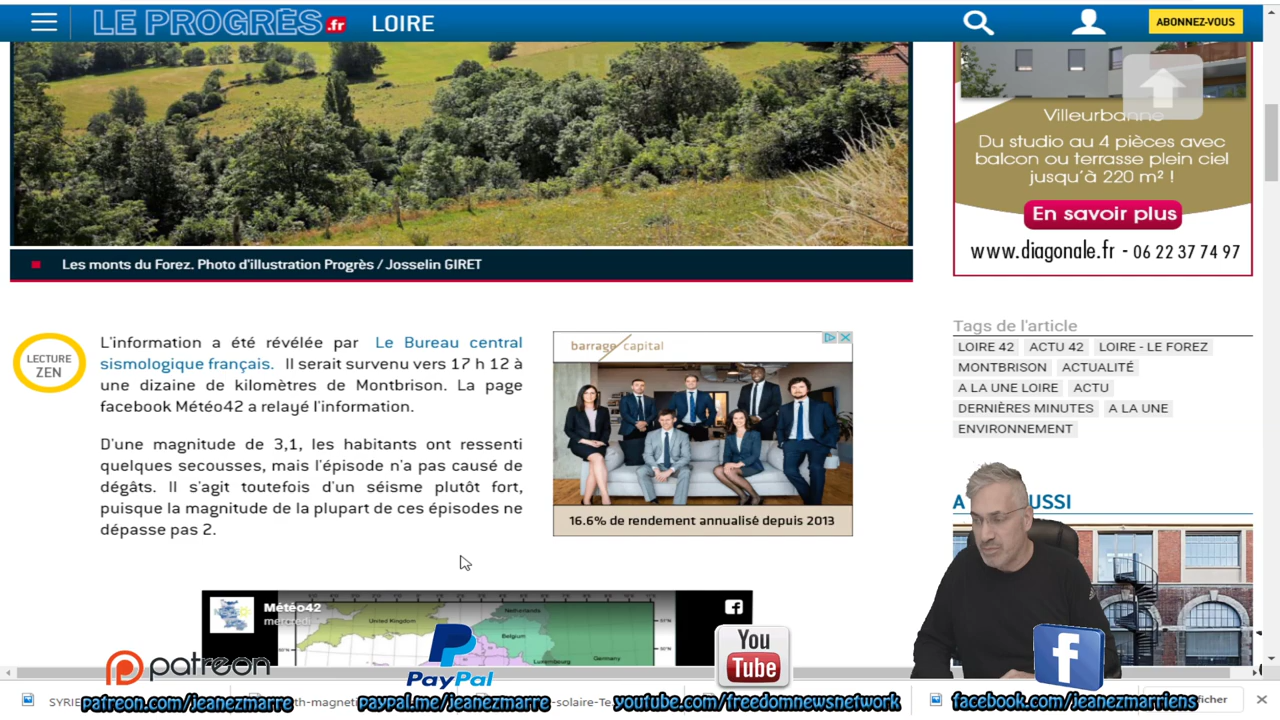 LE PROGRÈS.fr
LOIRE
ABONNEZ-VOUS
Villeurbanne
Du studio au 4 pièces avec
balcon ou terrasse plein ciel
jusqu'à 220 m² !
En savoir plus
www.diagonale.fr - 06 22 37 74 97
Les monts du Forez. Photo d'illustration Progrès / Josselin GIRET
LECTURE
ZEN
L'information a été révélée par Le Bureau central
sismologique français. Il serait survenu vers 17 h 12 à
une dizaine de kilomètres de Montbrison. La page
facebook Météo42 a relayé l'information.
D'une magnitude de 3,1, les habitants ont ressenti
quelques secousses, mais l'épisode n'a pas causé de
dégâts. Il s'agit toutefois d'un séisme plutôt fort,
puisque la magnitude de la plupart de ces épisodes ne
dépasse pas 2.
barrage capital
16.6% de rendement annualisé depuis 2013
Tags de l'article
LOIRE 42 ACTU 42 LOIRE - LE FOREZ
MONTBRISON ACTUALITÉ
A LA UNE LOIRE ACTU
DERNIÈRES MINUTES A LA UNE
ENVIRONNEMENT
Météo42
United Kingdom
Netherlands
Belgium
Luxembourg
Germany
patreon
PayPal
You
Tube
SYRIE
patreon.com/jeanezmarre
paypal.me/jeanezmarre
youtube.com/freedomnewsnetwork
facebook.com/jeanezmarriens